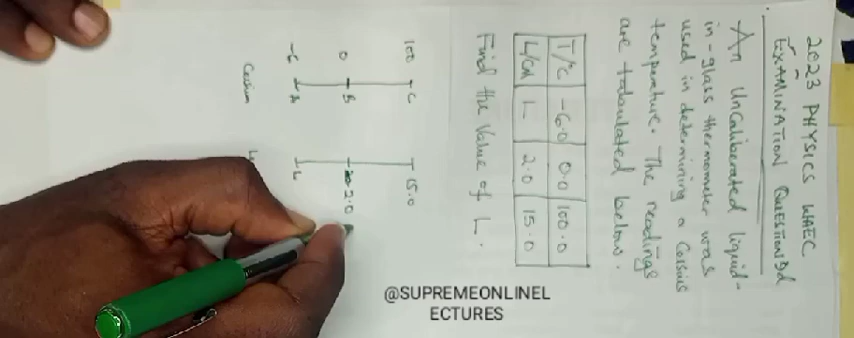 2023 PHYSICS WAEC
EXAMINATION QUESTION 3d
An Uncaliberated liquid-
in-glass thermometer was
used in determining a Celsius
temperature. The readings
are tabulated below.
T/°C -6.0 0.0 100.0
L/cm L 2.0 15.0
Find the value of L.
100 C 15.0
0 B 2.0
-6 A L
@SUPREMEONLINEL
ECTURES